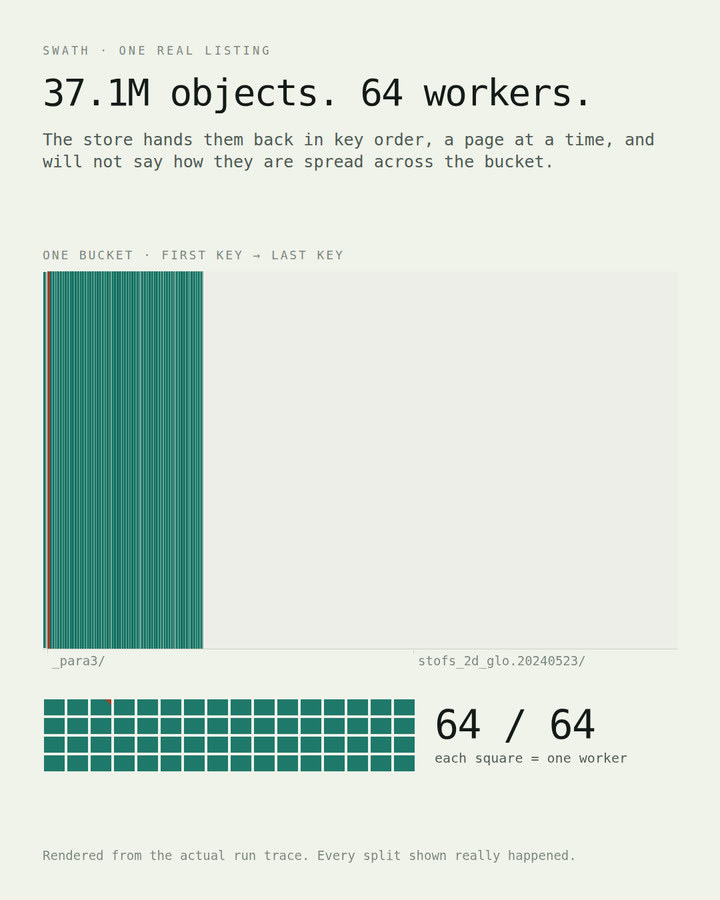 SWATH · ONE REAL LISTING
37.1M objects. 64 workers.
The store hands them back in key order, a page at a time, and
will not say how they are spread across the bucket.
ONE BUCKET · FIRST KEY → LAST KEY
_para3/
stofs_2d_glo.20240523/
64 / 64
each square = one worker
Rendered from the actual run trace. Every split shown really happened.